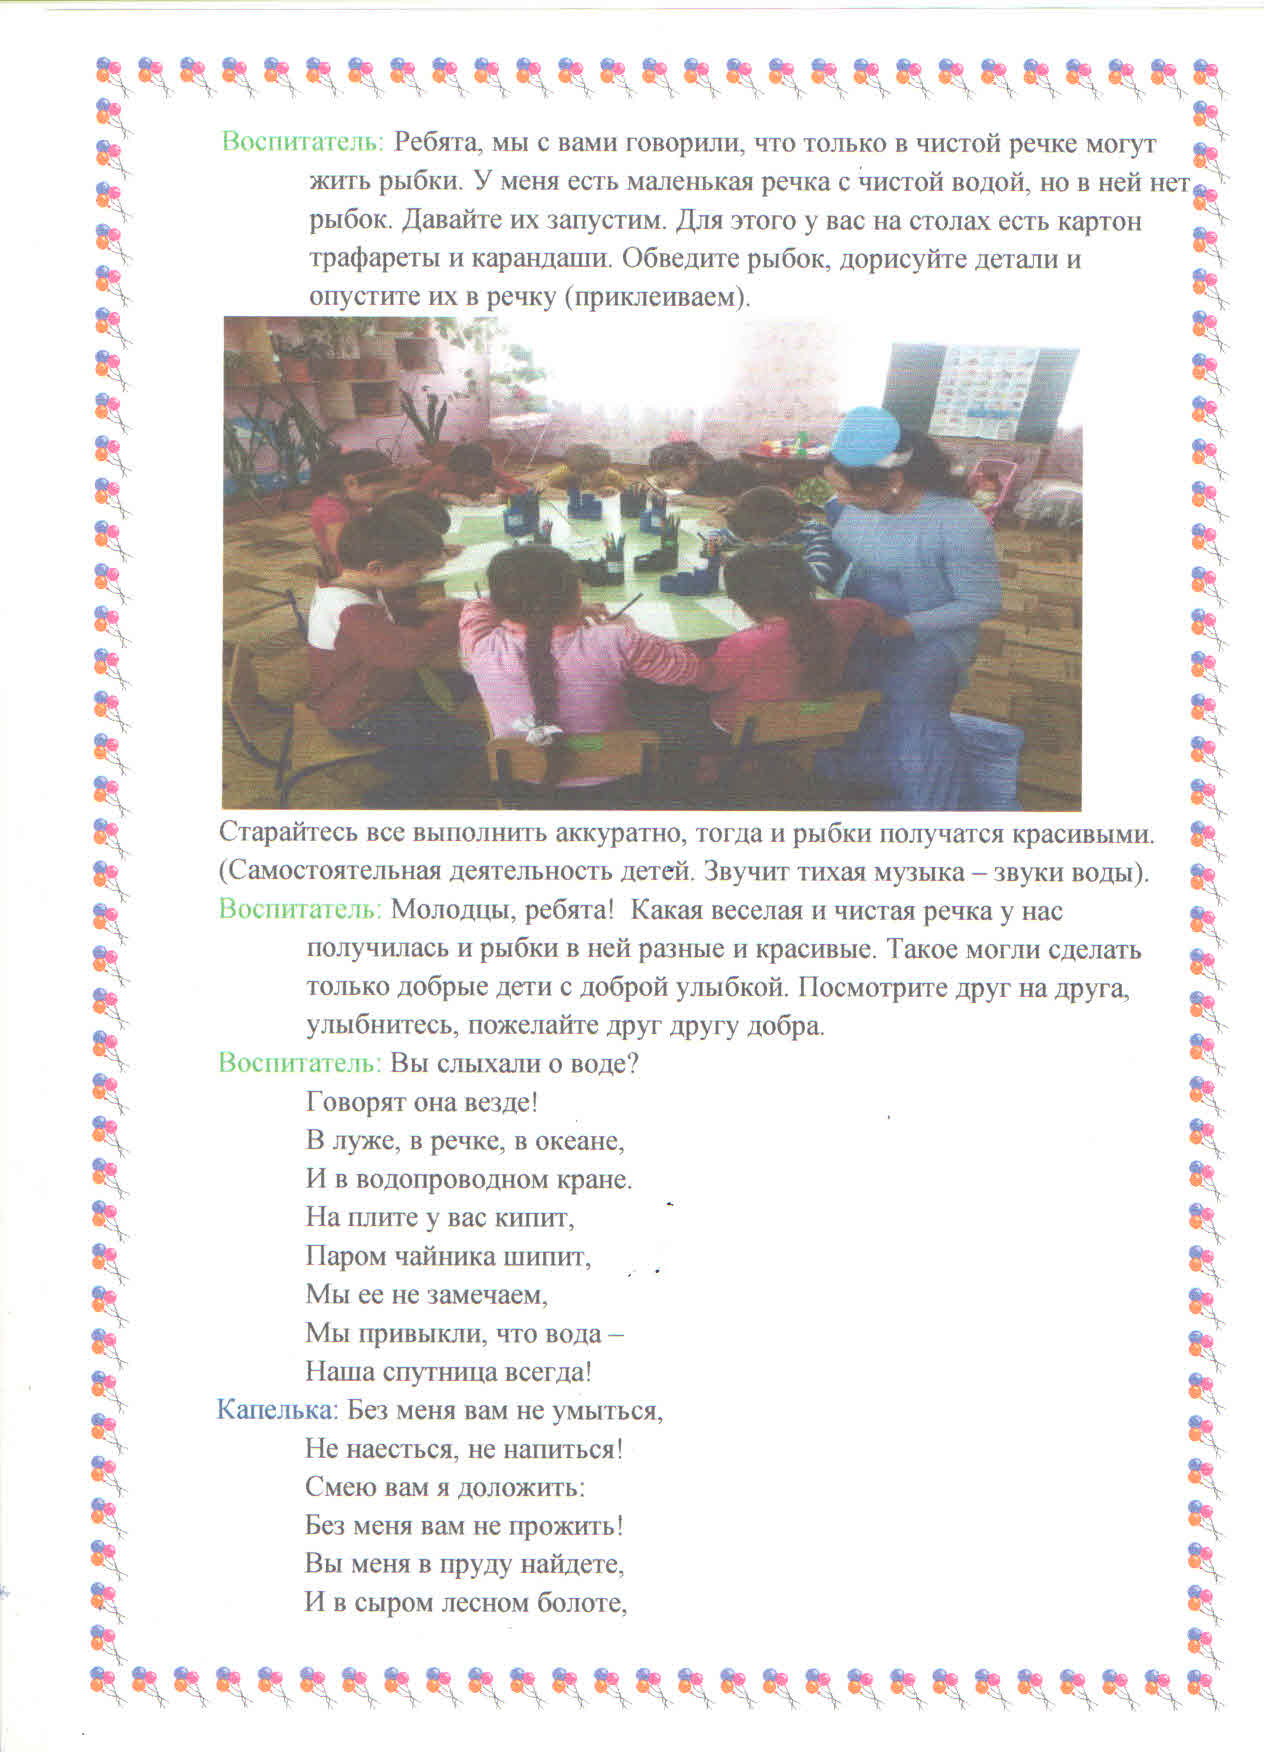 Воспитатель: Ребята, мы с вами говорили, что только в чистой речке могут
жить рыбки. У меня есть маленькая речка с чистой водой, но в ней нет
рыбок. Давайте их запустим. Для этого у вас на столах есть картон
трафареты и карандаши. Обведите рыбок, дорисуйте детали и
опустите их в речку (приклеиваем).
Старайтесь все выполнить аккуратно, тогда и рыбки получатся красивыми.
(Самостоятельная деятельность детей. Звучит тихая музыка – звуки воды).
Воспитатель: Молодцы, ребята!  Какая веселая и чистая речка у нас
получилась и рыбки в ней разные и красивые. Такое могли сделать
только добрые дети с доброй улыбкой. Посмотрите друг на друга,
улыбнитесь, пожелайте друг другу добра.
Воспитатель: Вы слыхали о воде?
Говорят она везде!
В луже, в речке, в океане,
И в водопроводном кране.
На плите у вас кипит,
Паром чайника шипит,
Мы ее не замечаем,
Мы привыкли, что вода –
Наша спутница всегда!
Капелька: Без меня вам не умыться,
Не наесться, не напиться!
Смею вам я доложить:
Без меня вам не прожить!
Вы меня в пруду найдете,
И в сыром лесном болоте,